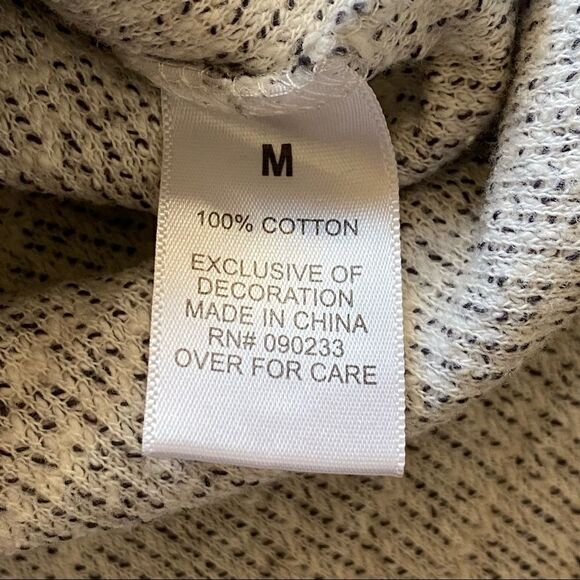 M
100% COTTON
EXCLUSIVE OF
DECORATION
MADE IN CHINA
RN# 090233
OVER FOR CARE